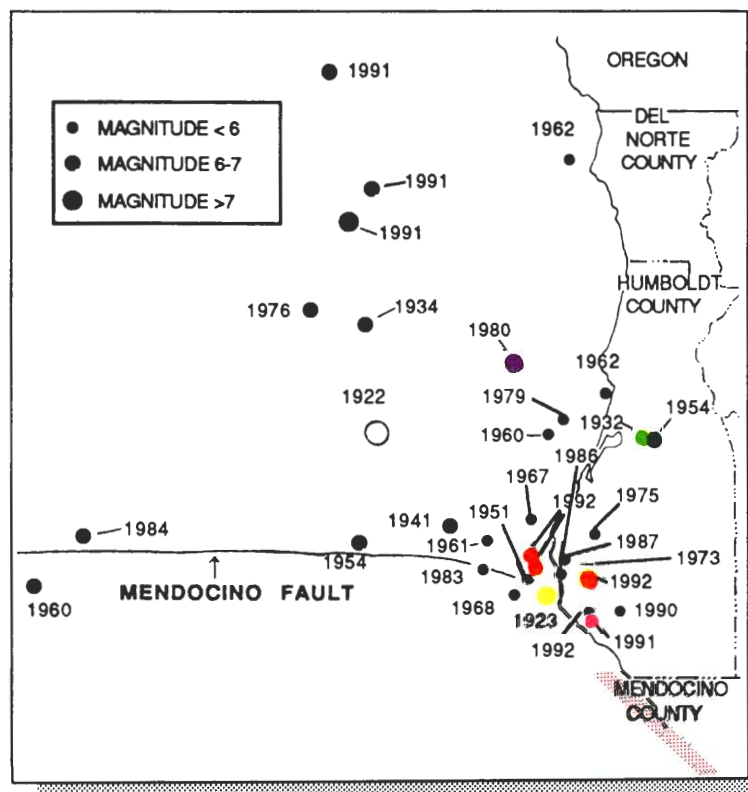 1991
OREGON
MAGNITUDE < 6
MAGNITUDE 6-7
MAGNITUDE >7
DEL
NORTE
COUNTY
1962
1991
1991
HUMBOLDT
COUNTY
1976
1934
1980
1962
1922
1979
1932
1954
1960
1986
1967
1992
1975
1951
1941
1984
1961
1987
1954
1983
1973
1992
MENDOCINO FAULT
1960
1968
1923
1990
1992
1991
MENDOCINO
COUNTY